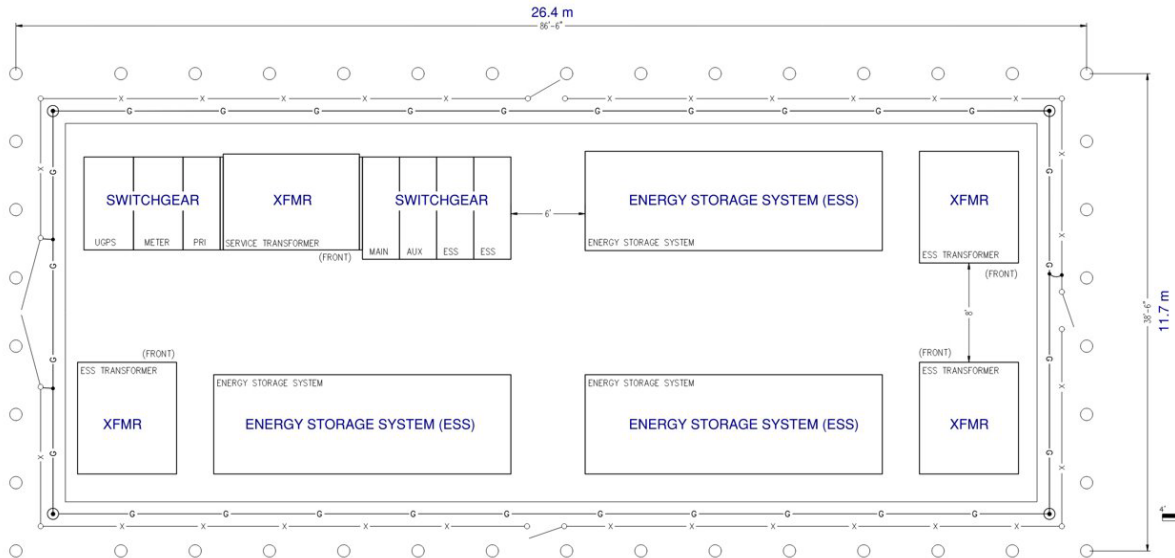 26.4 m
86'-6"
X X X X X X X X X X X
G G G G G G G G G G
X
X
G
G
SWITCHGEAR
XFMR
SWITCHGEAR
ENERGY STORAGE SYSTEM (ESS)
XFMR
6'
UGPS
METER
PRI
SERVICE TRANSFORMER
(FRONT)
MAIN
AUX
ESS
ESS
ENERGY STORAGE SYSTEM
ESS TRANSFORMER
(FRONT)
X
G
G
8'
38'-6"
11.7 m
G
G
(FRONT)
ESS TRANSFORMER
ENERGY STORAGE SYSTEM
ENERGY STORAGE SYSTEM
(FRONT)
ESS TRANSFORMER
X
XFMR
ENERGY STORAGE SYSTEM (ESS)
ENERGY STORAGE SYSTEM (ESS)
XFMR
G
X
G
X
4'
G G G G G G G G G G
X X X X X X X X X X X